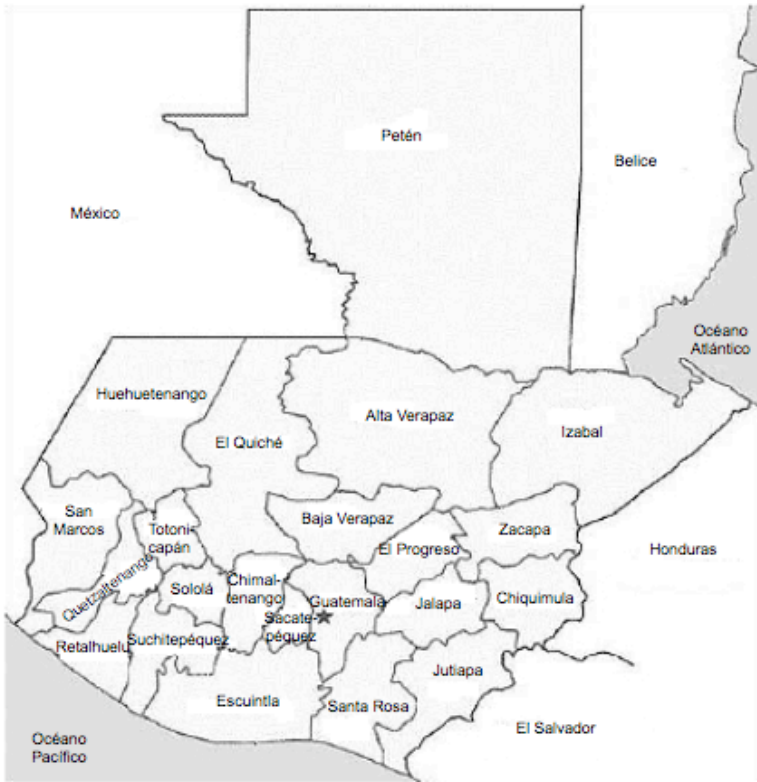 Petén
Belice
México
Océano
Atlántico
Huehuetenango
Alta Verapaz
El Quiché
Izabal
San
Marcos
Totoni-
capán
Baja Verapaz
El Progreso
Zacapa
Honduras
Quetzaltenango
Sololá
Chimal-
tenango
Guatemala
Sacate-
péquez
Jalapa
Chiquimula
Retalhuelu
Suchitepéquez
Jutiapa
Escuintla
Santa Rosa
El Salvador
Océano
Pacífico